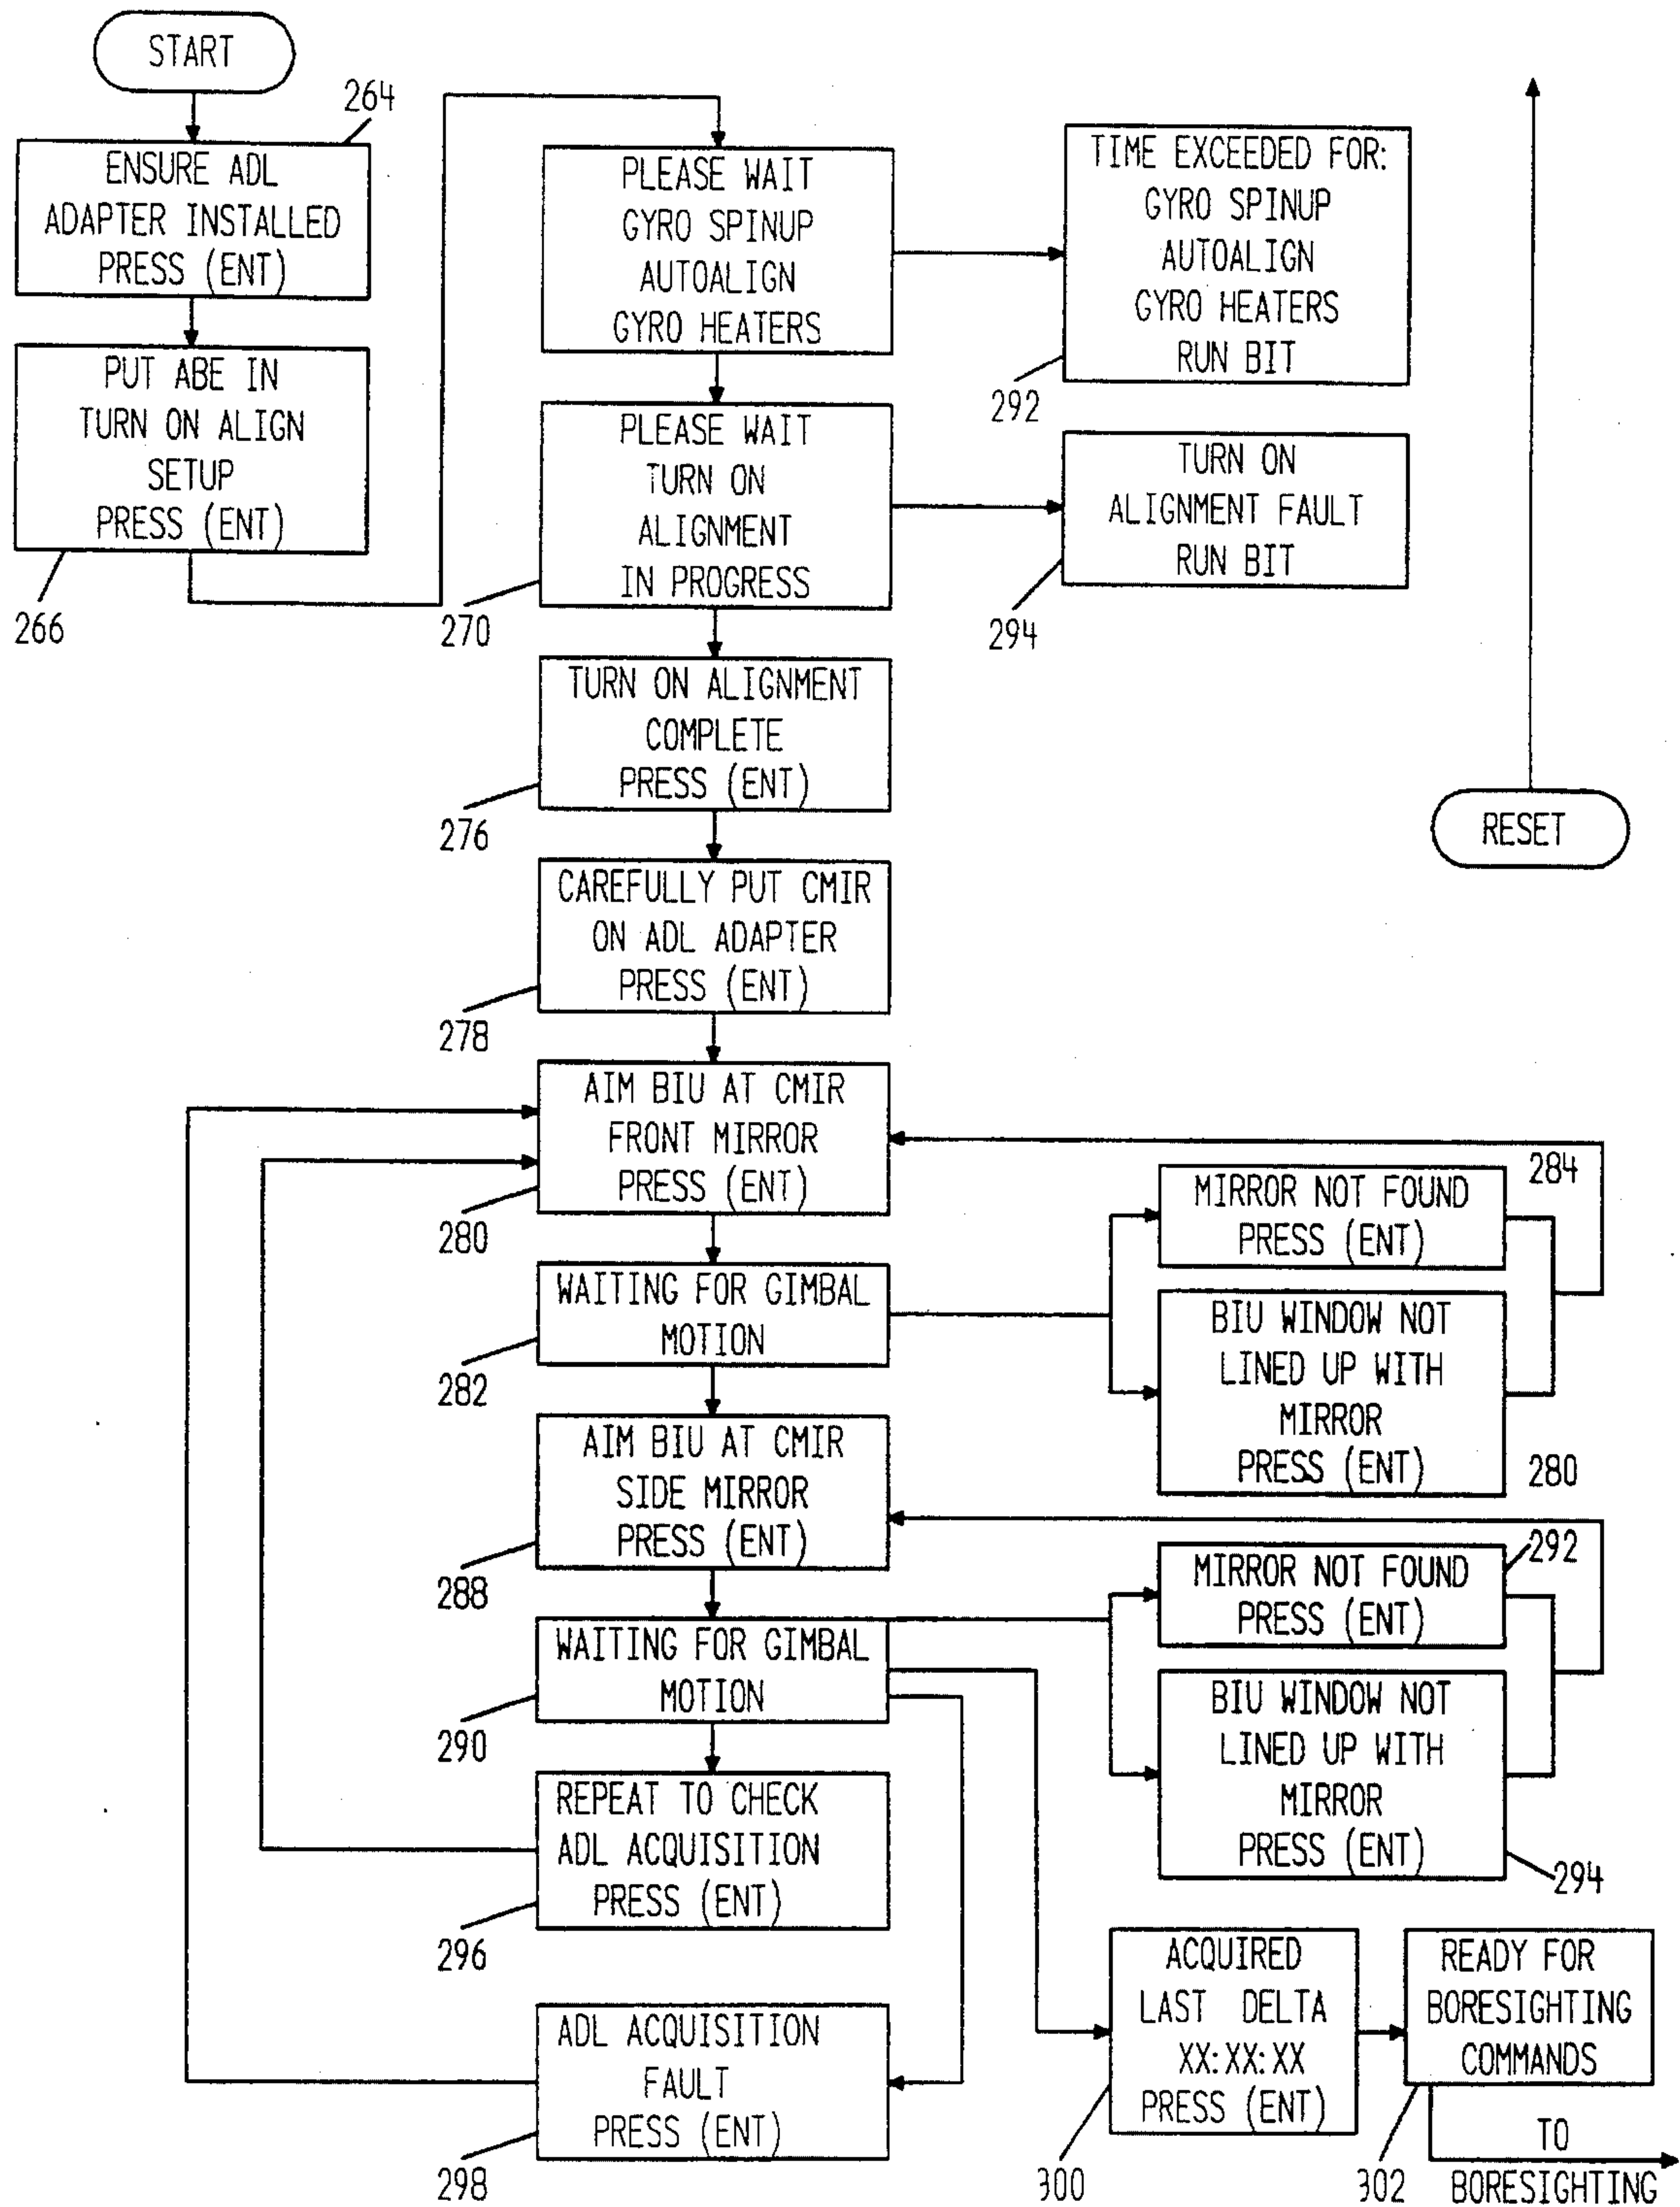 START
264
ENSURE ADL
ADAPTER INSTALLED
PRESS (ENT)
PUT ABE IN
TURN ON ALIGN
SETUP
PRESS (ENT)
266
PLEASE WAIT
GYRO SPINUP
AUTOALIGN
GYRO HEATERS
TIME EXCEEDED FOR:
GYRO SPINUP
AUTOALIGN
GYRO HEATERS
RUN BIT
292
PLEASE WAIT
TURN ON
ALIGNMENT
IN PROGRESS
270
TURN ON
ALIGNMENT FAULT
RUN BIT
294
TURN ON ALIGNMENT
COMPLETE
PRESS (ENT)
276
RESET
CAREFULLY PUT CMIR
ON ADL ADAPTER
PRESS (ENT)
278
AIM BIU AT CMIR
FRONT MIRROR
PRESS (ENT)
280
284
MIRROR NOT FOUND
PRESS (ENT)
WAITING FOR GIMBAL
MOTION
282
BIU WINDOW NOT
LINED UP WITH
MIRROR
PRESS (ENT)
280
AIM BIU AT CMIR
SIDE MIRROR
PRESS (ENT)
288
292
MIRROR NOT FOUND
PRESS (ENT)
WAITING FOR GIMBAL
MOTION
290
BIU WINDOW NOT
LINED UP WITH
MIRROR
PRESS (ENT)
294
REPEAT TO CHECK
ADL ACQUISITION
PRESS (ENT)
296
ADL ACQUISITION
FAULT
PRESS (ENT)
298
ACQUIRED
LAST DELTA
XX:XX:XX
PRESS (ENT)
300
READY FOR
BORESIGHTING
COMMANDS
302
TO
BORESIGHTING